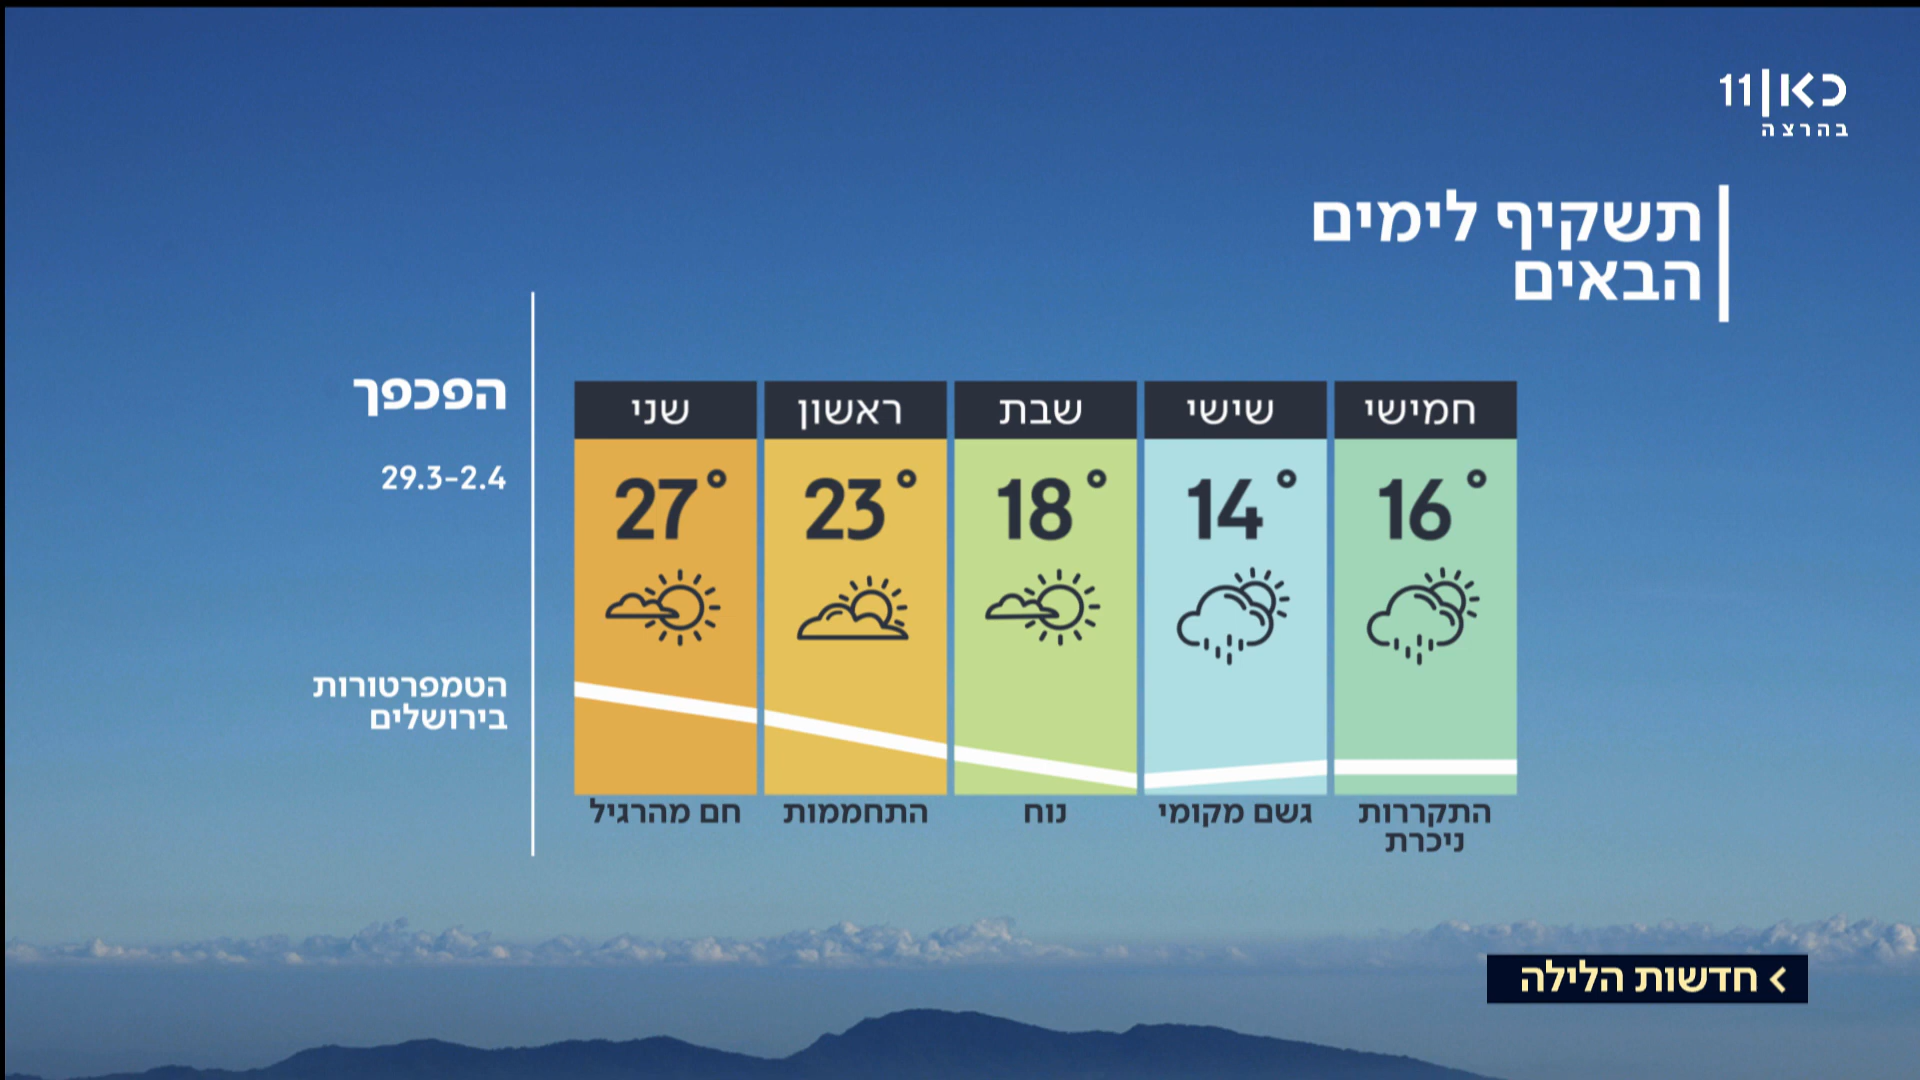 כאן 11
בהרצה
תשקיף לימים
הבאים
חמישי
16°
התקררות
ניכרת
שישי
14°
גשם מקומי
שבת
18°
נוח
ראשון
23°
התחממות
שני
27°
חם מהרגיל
הפכפך
29.3-2.4
הטמפרטורות
בירושלים
חדשות הלילה